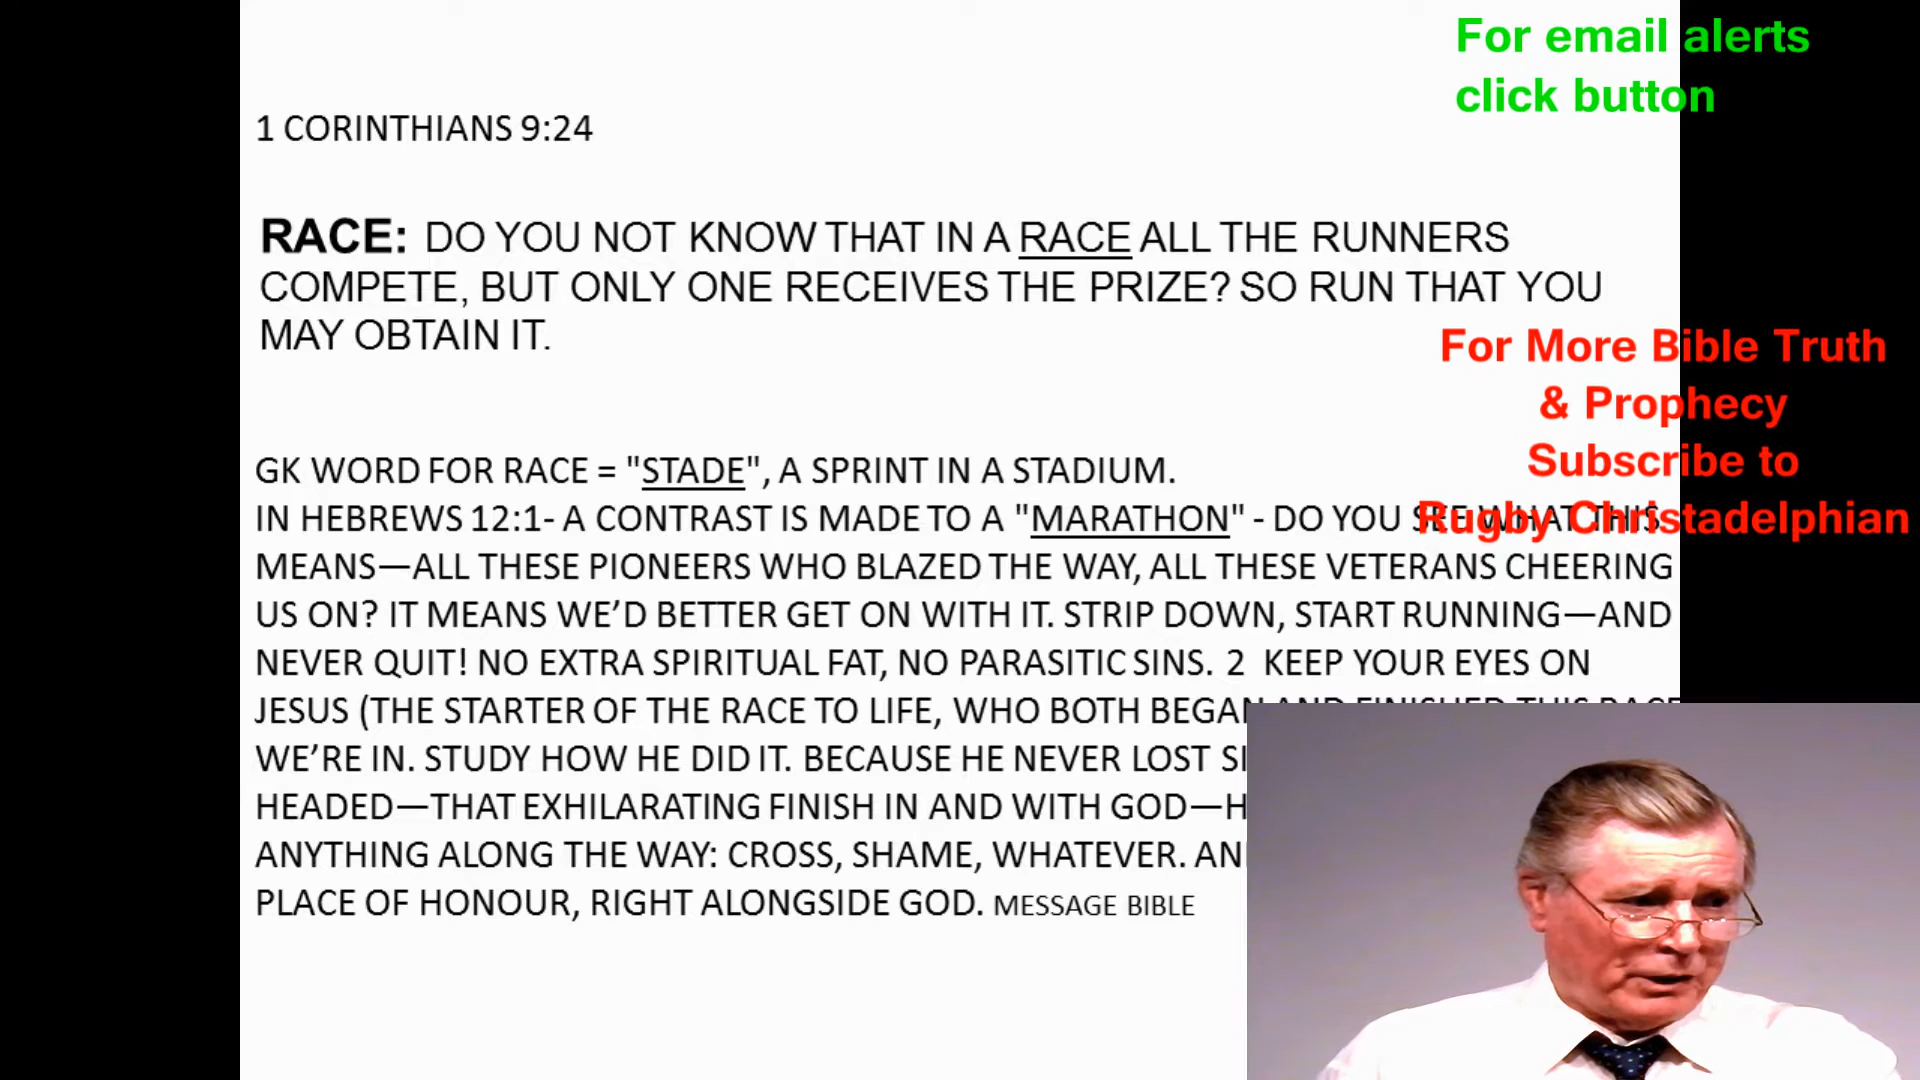 For email alerts
click button
1 CORINTHIANS 9:24
RACE: DO YOU NOT KNOW THAT IN A RACE ALL THE RUNNERS
COMPETE, BUT ONLY ONE RECEIVES THE PRIZE? SO RUN THAT YOU
MAY OBTAIN IT.
For More Bible Truth
& Prophecy
Subscribe to
Rugby Christadelphian
GK WORD FOR RACE = "STADE", A SPRINT IN A STADIUM.
IN HEBREWS 12:1- A CONTRAST IS MADE TO A "MARATHON" - DO YOU SEE WHAT THIS
MEANS—ALL THESE PIONEERS WHO BLAZED THE WAY, ALL THESE VETERANS CHEERING
US ON? IT MEANS WE’D BETTER GET ON WITH IT. STRIP DOWN, START RUNNING—AND
NEVER QUIT! NO EXTRA SPIRITUAL FAT, NO PARASITIC SINS. 2 KEEP YOUR EYES ON
JESUS (THE STARTER OF THE RACE TO LIFE, WHO BOTH BEGAN AND FINISHED THIS RACE
WE’RE IN. STUDY HOW HE DID IT. BECAUSE HE NEVER LOST
HEADED—THAT EXHILARATING FINISH IN AND WITH GOD—
ANYTHING ALONG THE WAY: CROSS, SHAME, WHATEVER.
PLACE OF HONOUR, RIGHT ALONGSIDE GOD. MESSAGE BIBLE